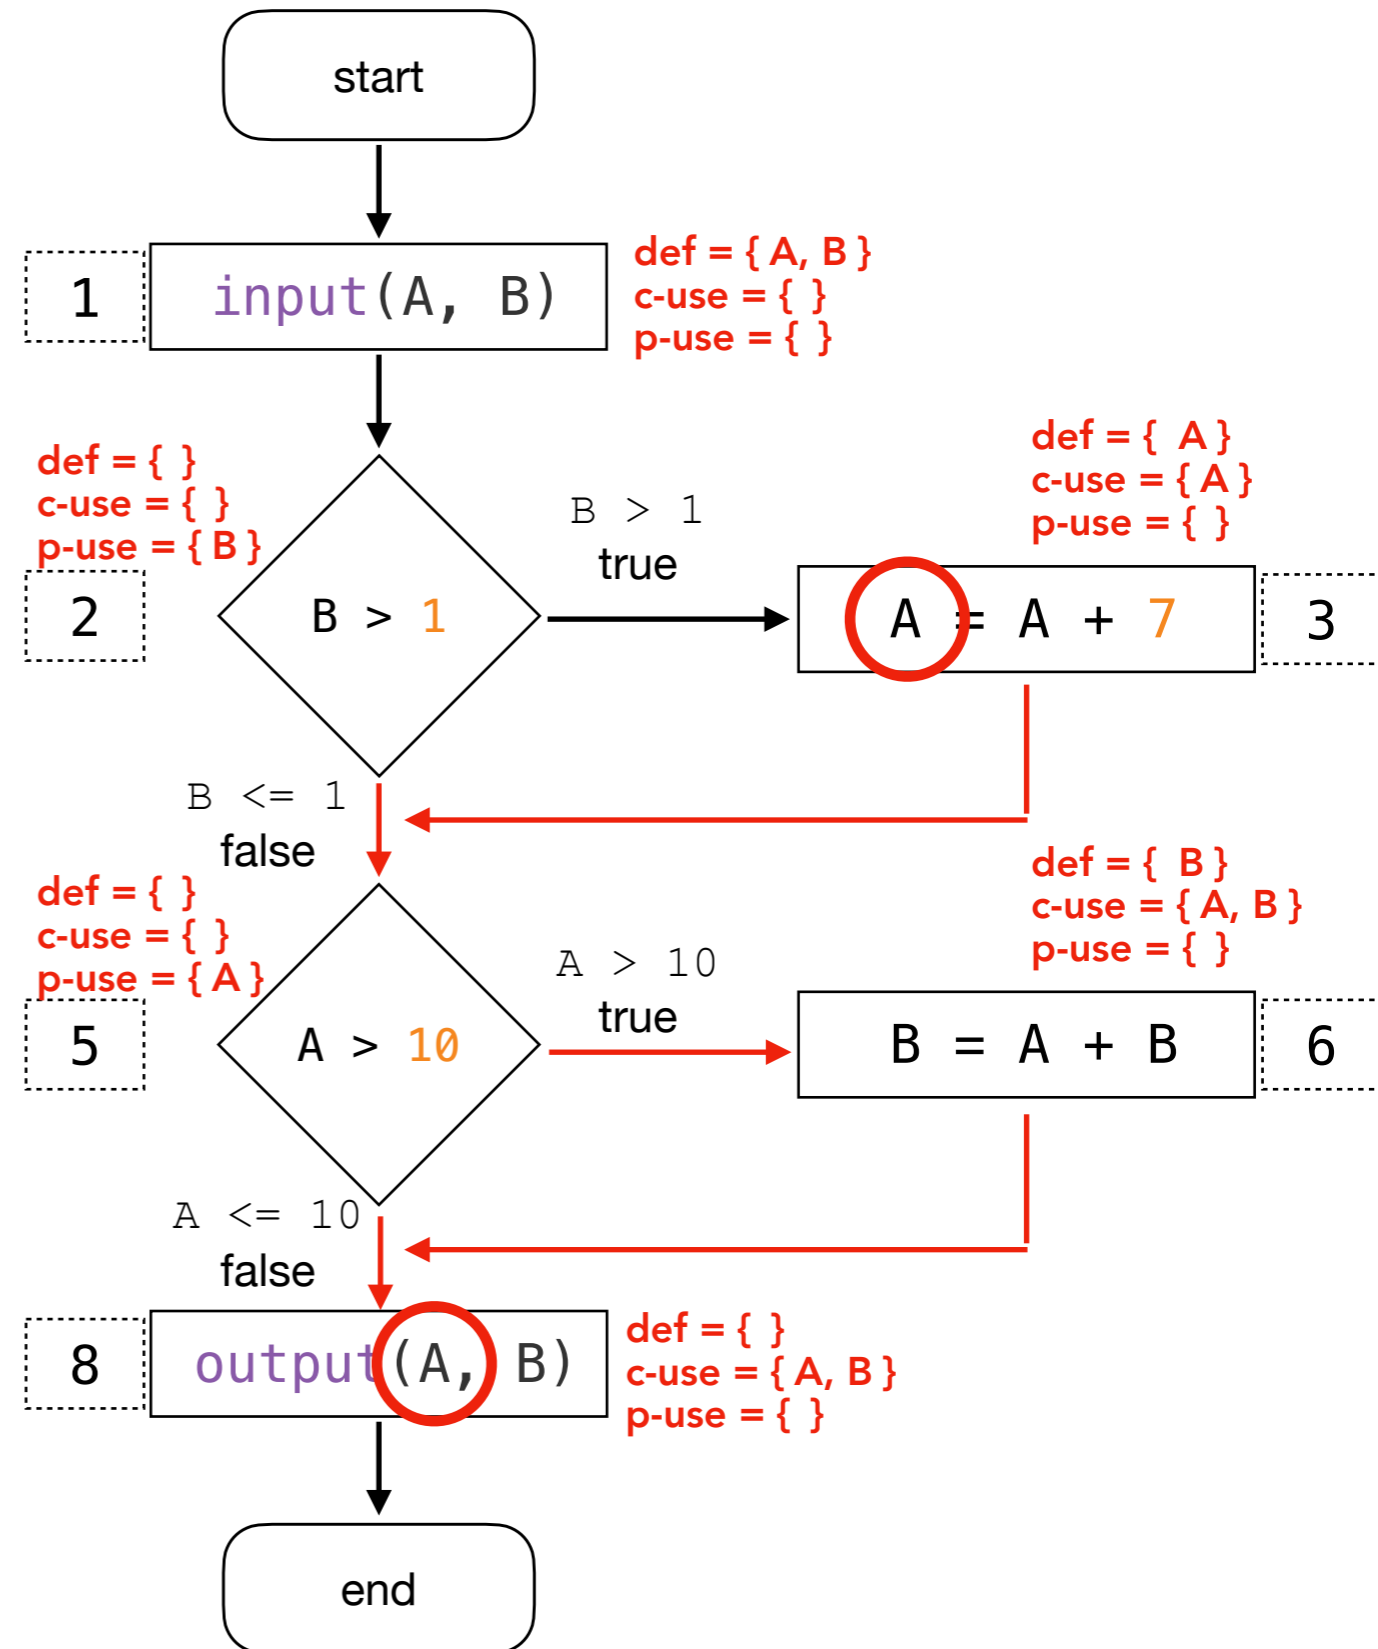 start
1
input(A, B)
def = { A, B }
c-use = { }
p-use = { }
def = { }
c-use = { }
p-use = { B }
2
B > 1
B > 1
true
def = { A }
c-use = { A }
p-use = { }
A = A + 7
3
B <= 1
false
def = { }
c-use = { }
p-use = { A }
5
A > 10
A > 10
true
def = { B }
c-use = { A, B }
p-use = { }
B = A + B
6
A <= 10
false
8
output(A, B)
def = { }
c-use = { A, B }
p-use = { }
end